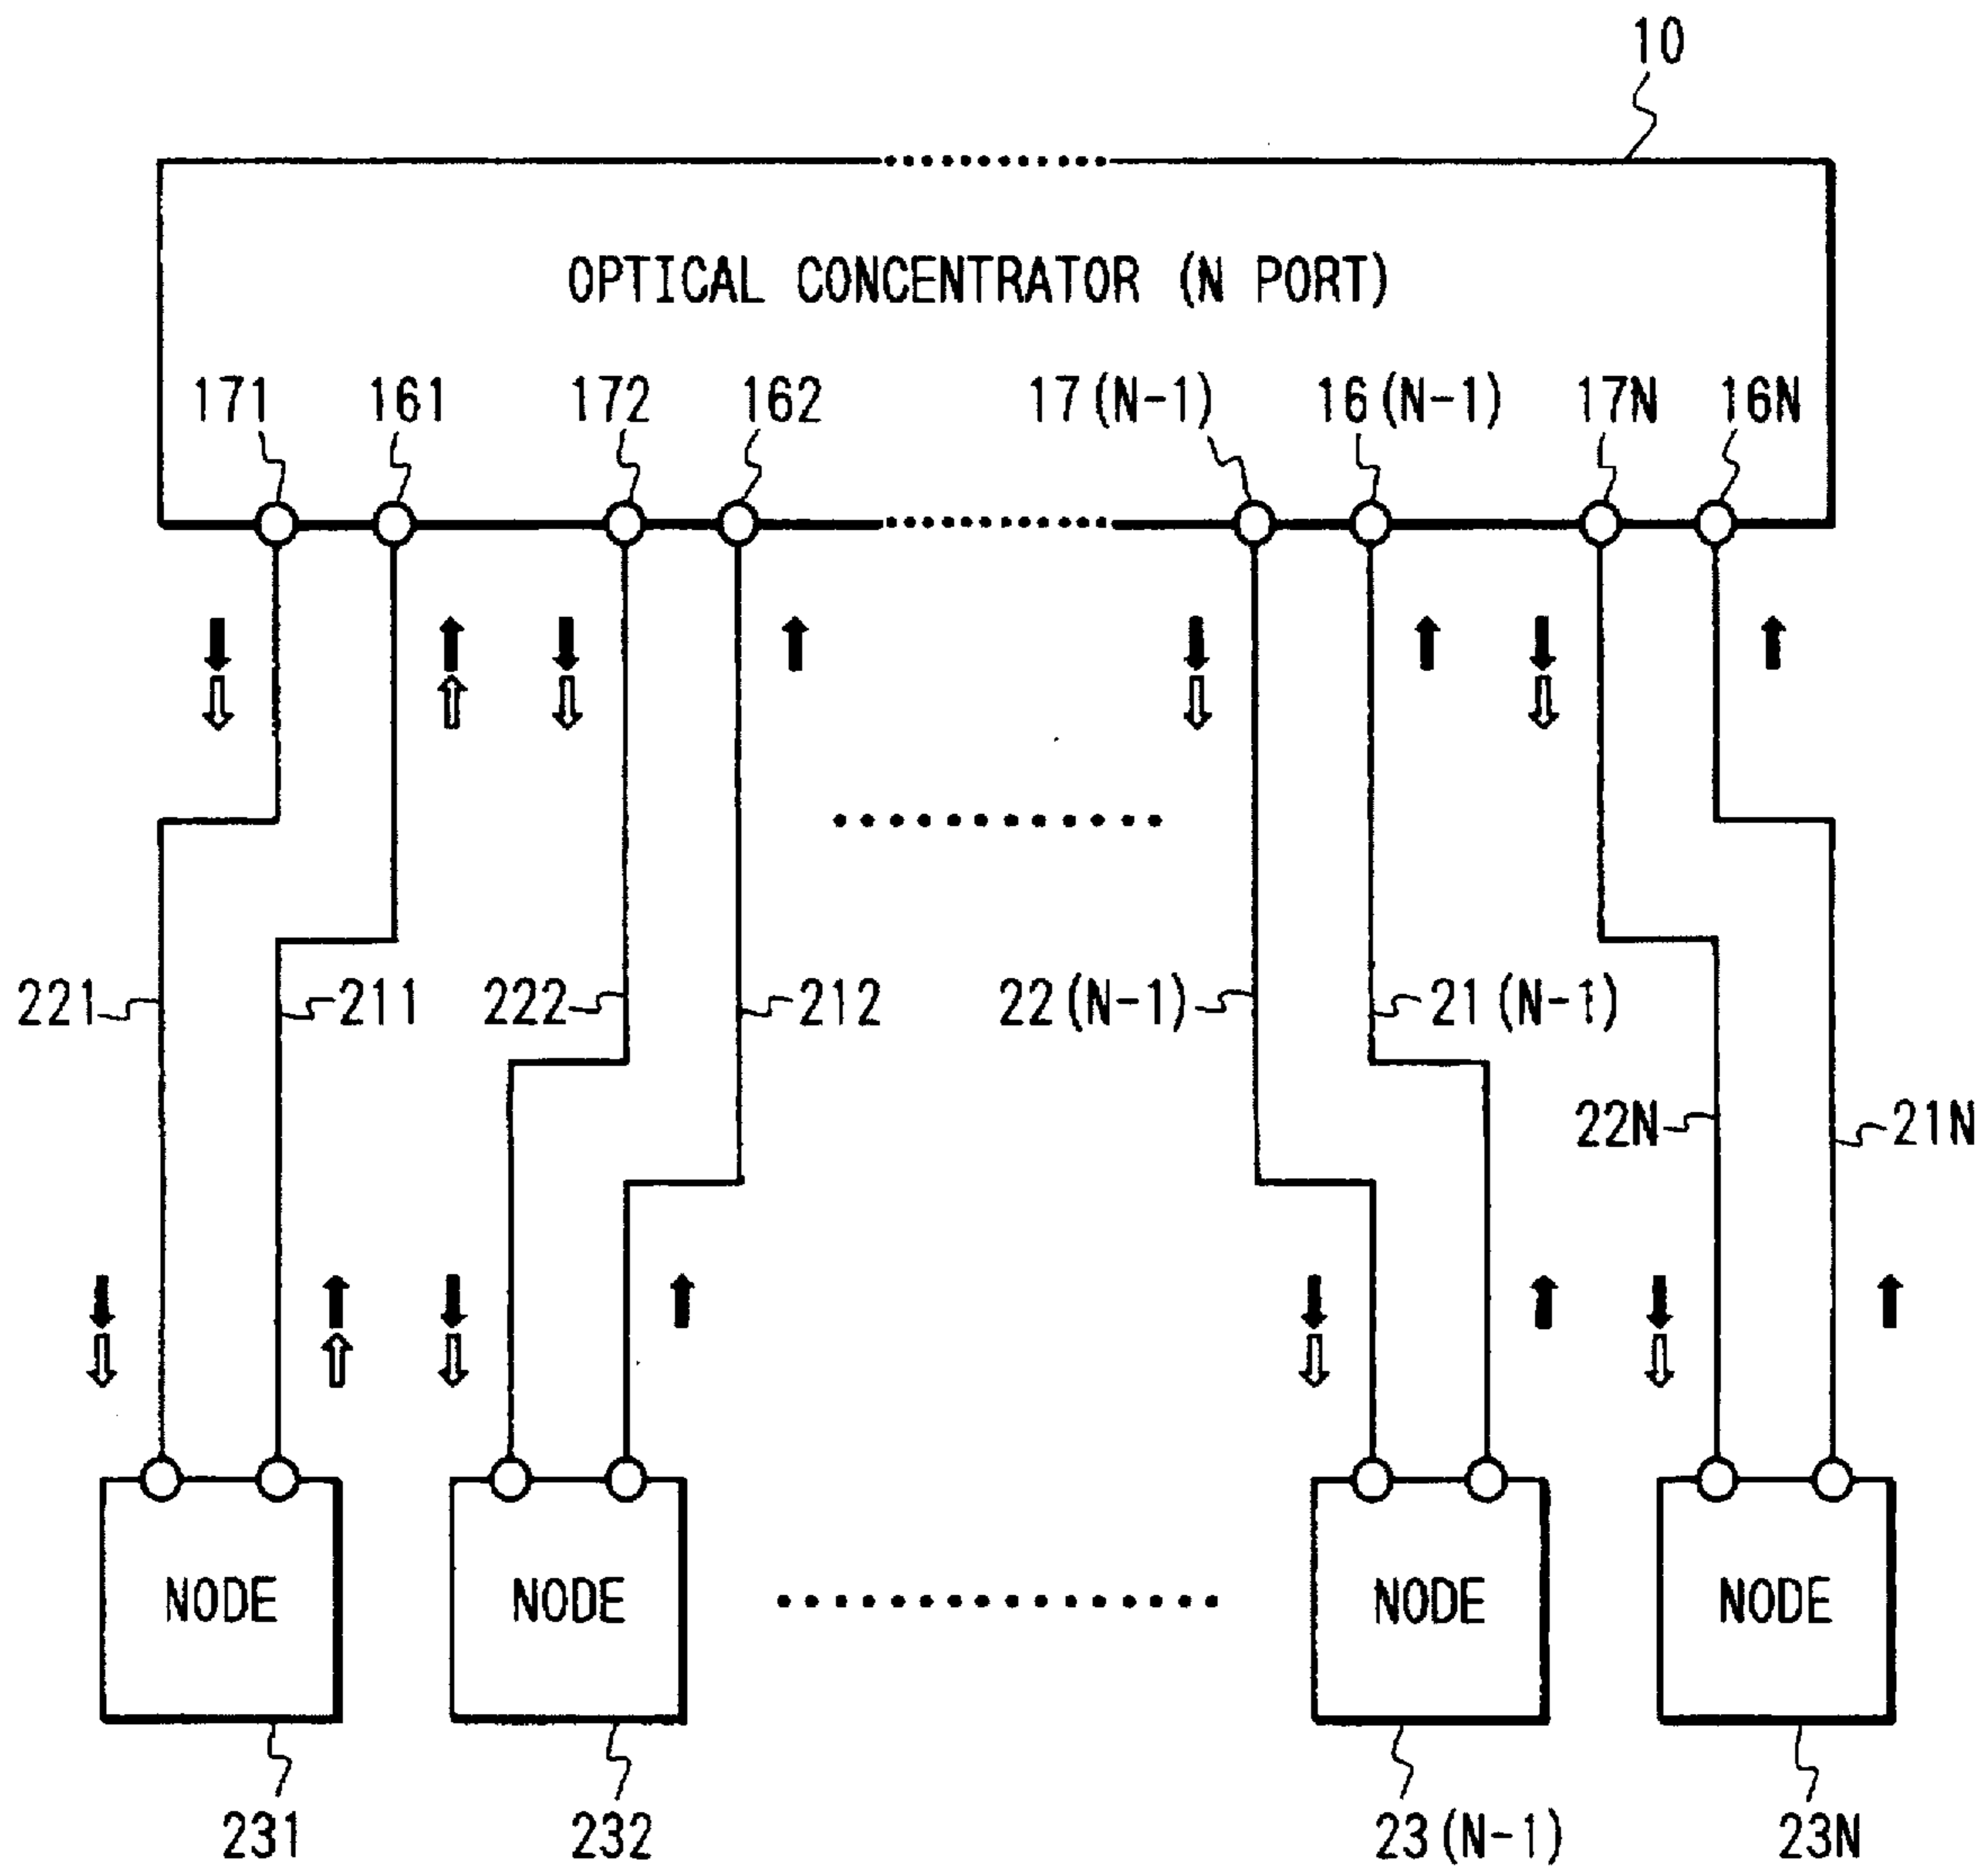 10
OPTICAL CONCENTRATOR (N PORT)
171 161 172 162 17(N-1) 16(N-1) 17N 16N
221 211 222 212 22(N-1) 21(N-1)
22N 21N
NODE NODE NODE NODE
231 232 23(N-1) 23N